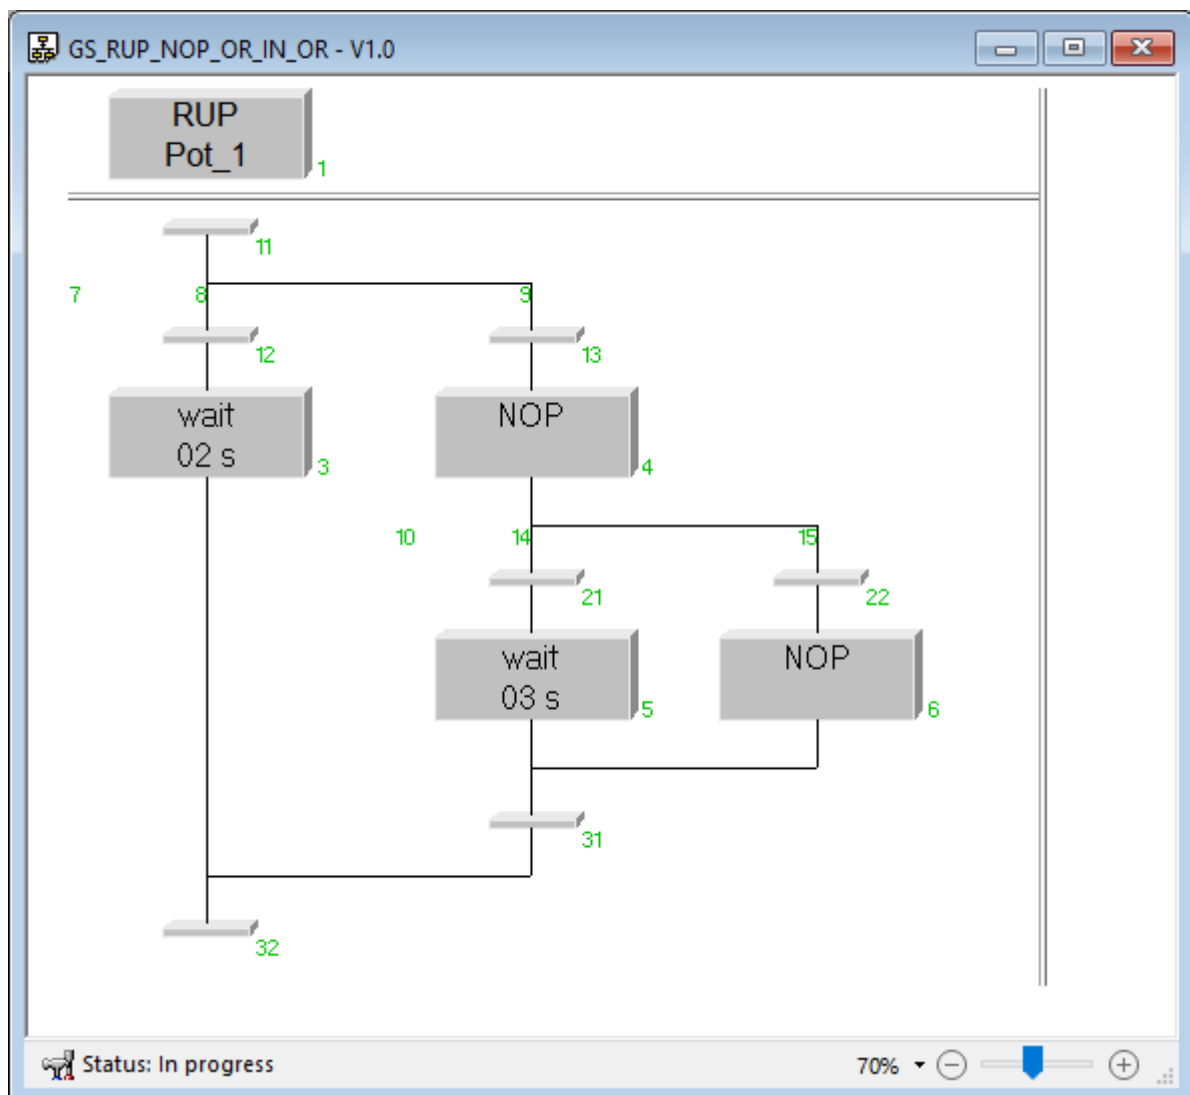 GS_RUP_NOP_OR_IN_OR - V1.0
RUP
Pot_1
1
11
7
8
9
12
13
wait
02 s
3
NOP
4
10
14
15
21
22
wait
03 s
5
NOP
6
31
32
Status: In progress
70%